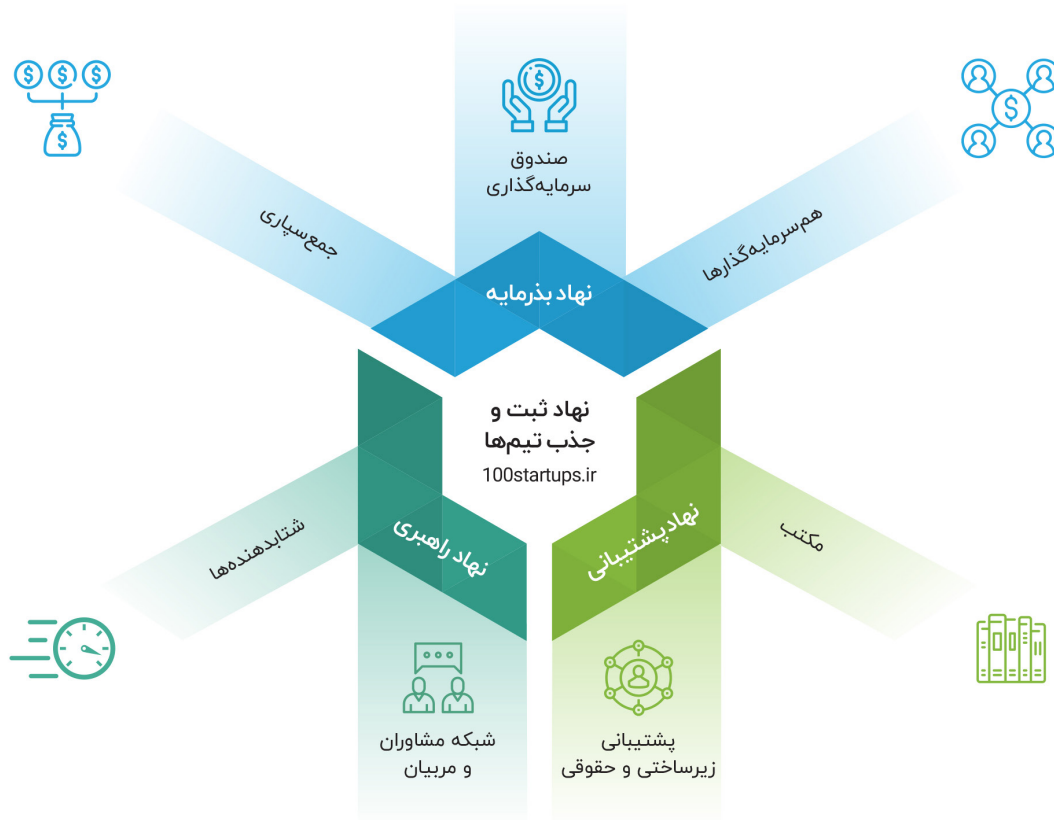 صندوق
سرمایه‌گذاری
هم‌سرمایه‌گذارها
جمع‌سپاری
نهاد بذرمایه
نهاد ثبت و
جذب تیم‌ها
100startups.ir
نهاد پشتیبانی
نهاد راهبری
مکتب
شتابدهنده‌ها
پشتیبانی
زیرساختی و حقوقی
شبکه مشاوران
و مربیان